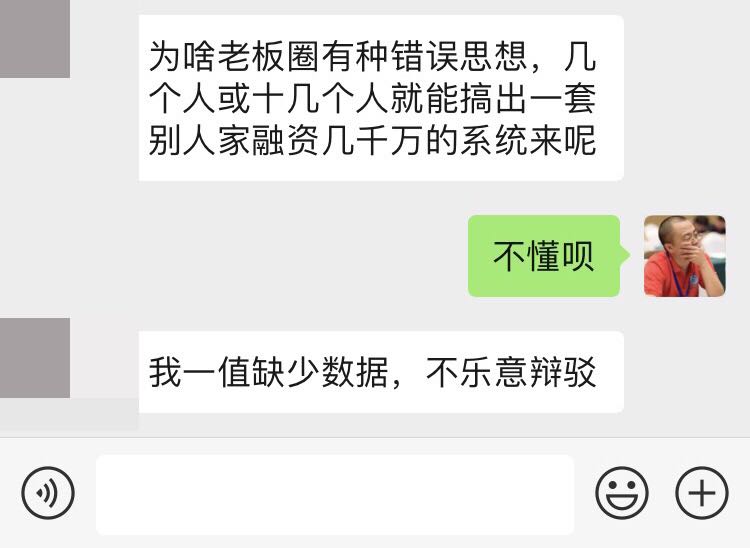 为啥老板圈有种错误思想，几
个人或十几个人就能搞出一套
别人家融资几千万的系统来呢
不懂呗
我一值缺少数据，不乐意辩驳